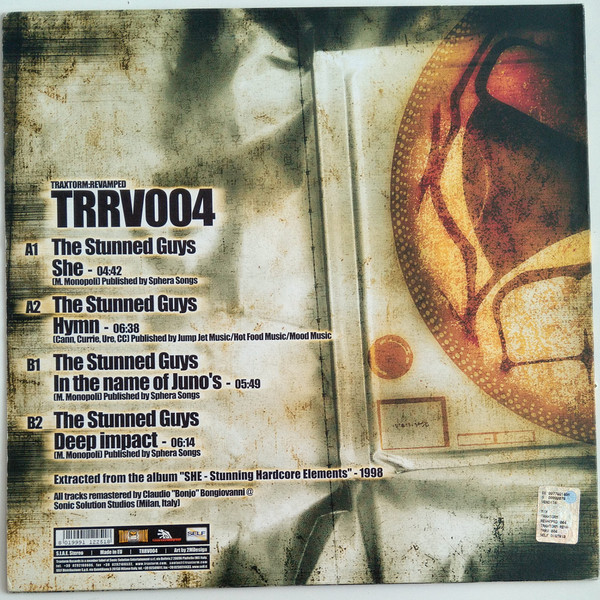 TRAXTORM:REVAMPED
TRRV004
A1 The Stunned Guys
She - 04:42
(M. Monopoli) Published by Sphera Songs
A2 The Stunned Guys
Hymn - 06:38
(Cann, Currie, Ure, CC) Published by Jump Jet Music/Hot Food Music/Mood Music
B1 The Stunned Guys
In the name of Juno's - 05:49
(M. Monopoli) Published by Sphera Songs
B2 The Stunned Guys
Deep impact - 06:14
(M. Monopoli) Published by Sphera Songs
Extracted from the album "SHE - Stunning Hardcore Elements" - 1998
All tracks remastered by Claudio "Bonjo" Bongiovanni @
Sonic Solution Studios (Milan, Italy)
SELF
S.I.A.E. Stereo | Made in EU | TRRV004 | Art by 2MDesign